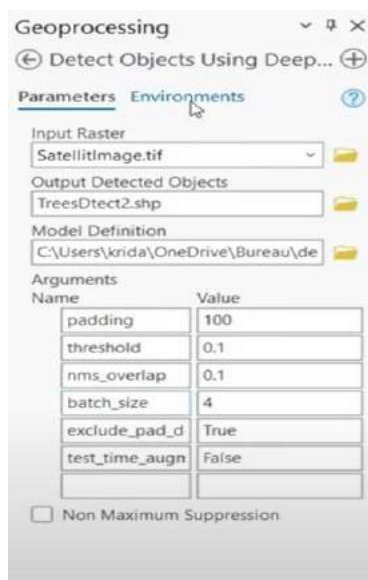 Geoprocessing
Detect Objects Using Deep...
Parameters Environments
Input Raster
SatellitImage.tif
Output Detected Objects
TreesDtect2.shp
Model Definition
C:\Users\krida\OneDrive\Bureau\de
Arguments
Name Value
padding 100
threshold 0.1
nms_overlap 0.1
batch_size 4
exclude_pad_d True
test_time_augn False
Non Maximum Suppression